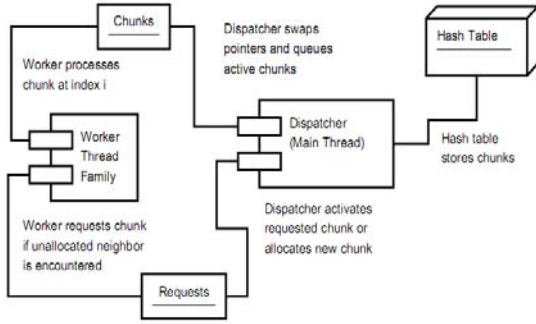 Chunks
Dispatcher swaps
pointers and queues
active chunks
Hash Table
Worker processes
chunk at index i
Worker
Thread
Family
Dispatcher
(Main Thread)
Hash table
stores chunks
Worker requests chunk
if unallocated neighbor
is encountered
Dispatcher activates
requested chunk or
allocates new chunk
Requests